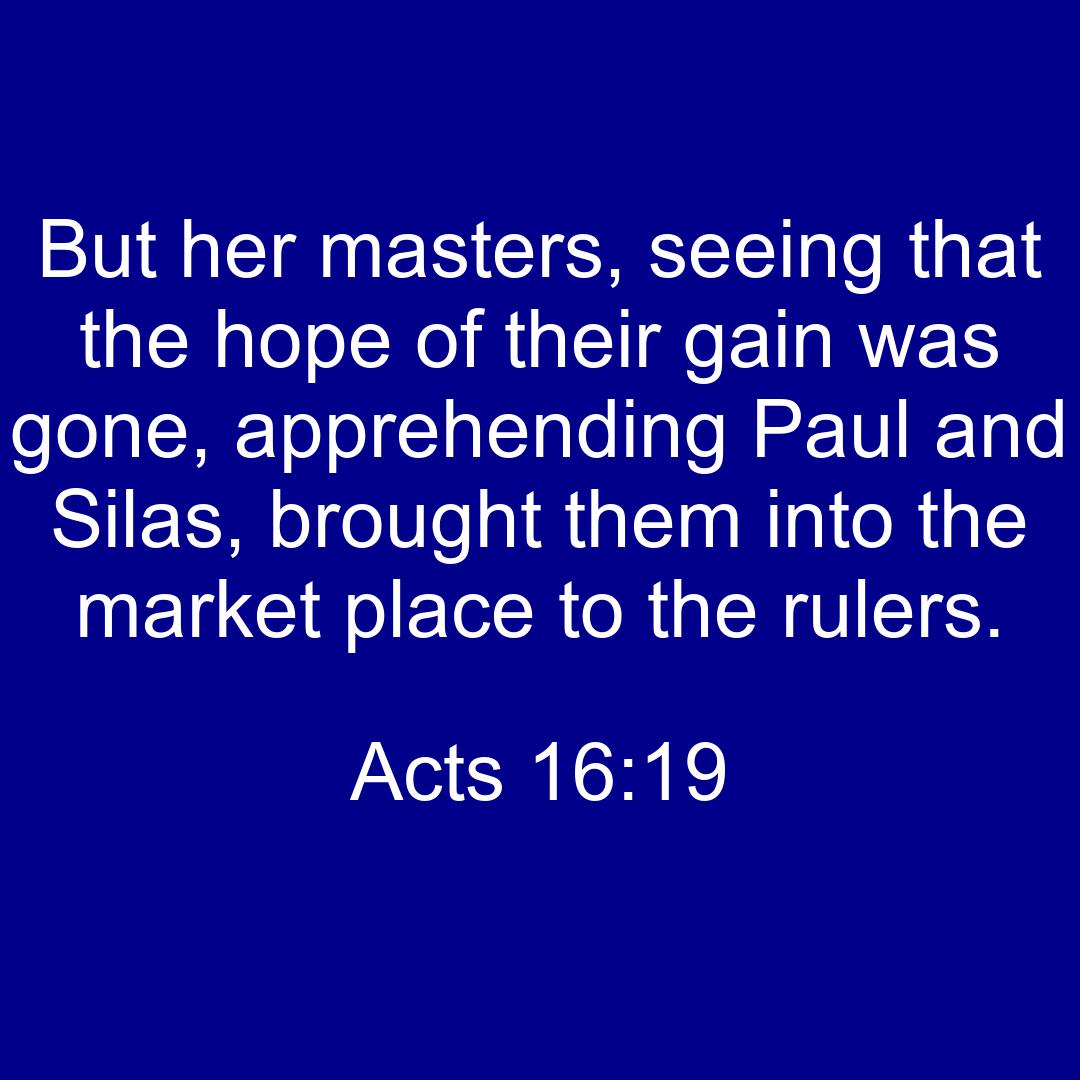 But her masters, seeing that
the hope of their gain was
gone, apprehending Paul and
Silas, brought them into the
market place to the rulers.
Acts 16:19